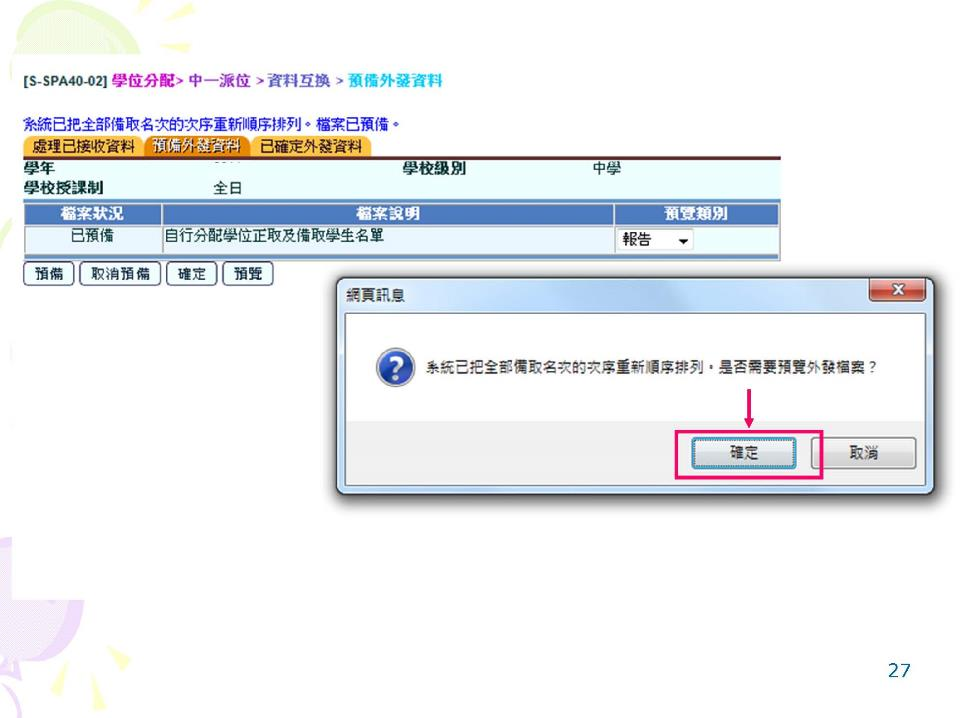 [S-SPA40-02] 學位分配> 中一派位 > 資料互換 > 預備外發資料
系統已把全部備取名次的次序重新順序排列。檔案已預備。
處理已接收資料 預備外發資料 已確定外發資料
學年 學校級別 中學
學校授課制 全日
檔案狀況 檔案說明 預覽類別
已預備 自行分配學位正取及備取學生名單 報告
預備 取消預備 確定 預覽
網頁訊息
系統已把全部備取名次的次序重新順序排列。是否需要預覽外發檔案？
確定 取消
27